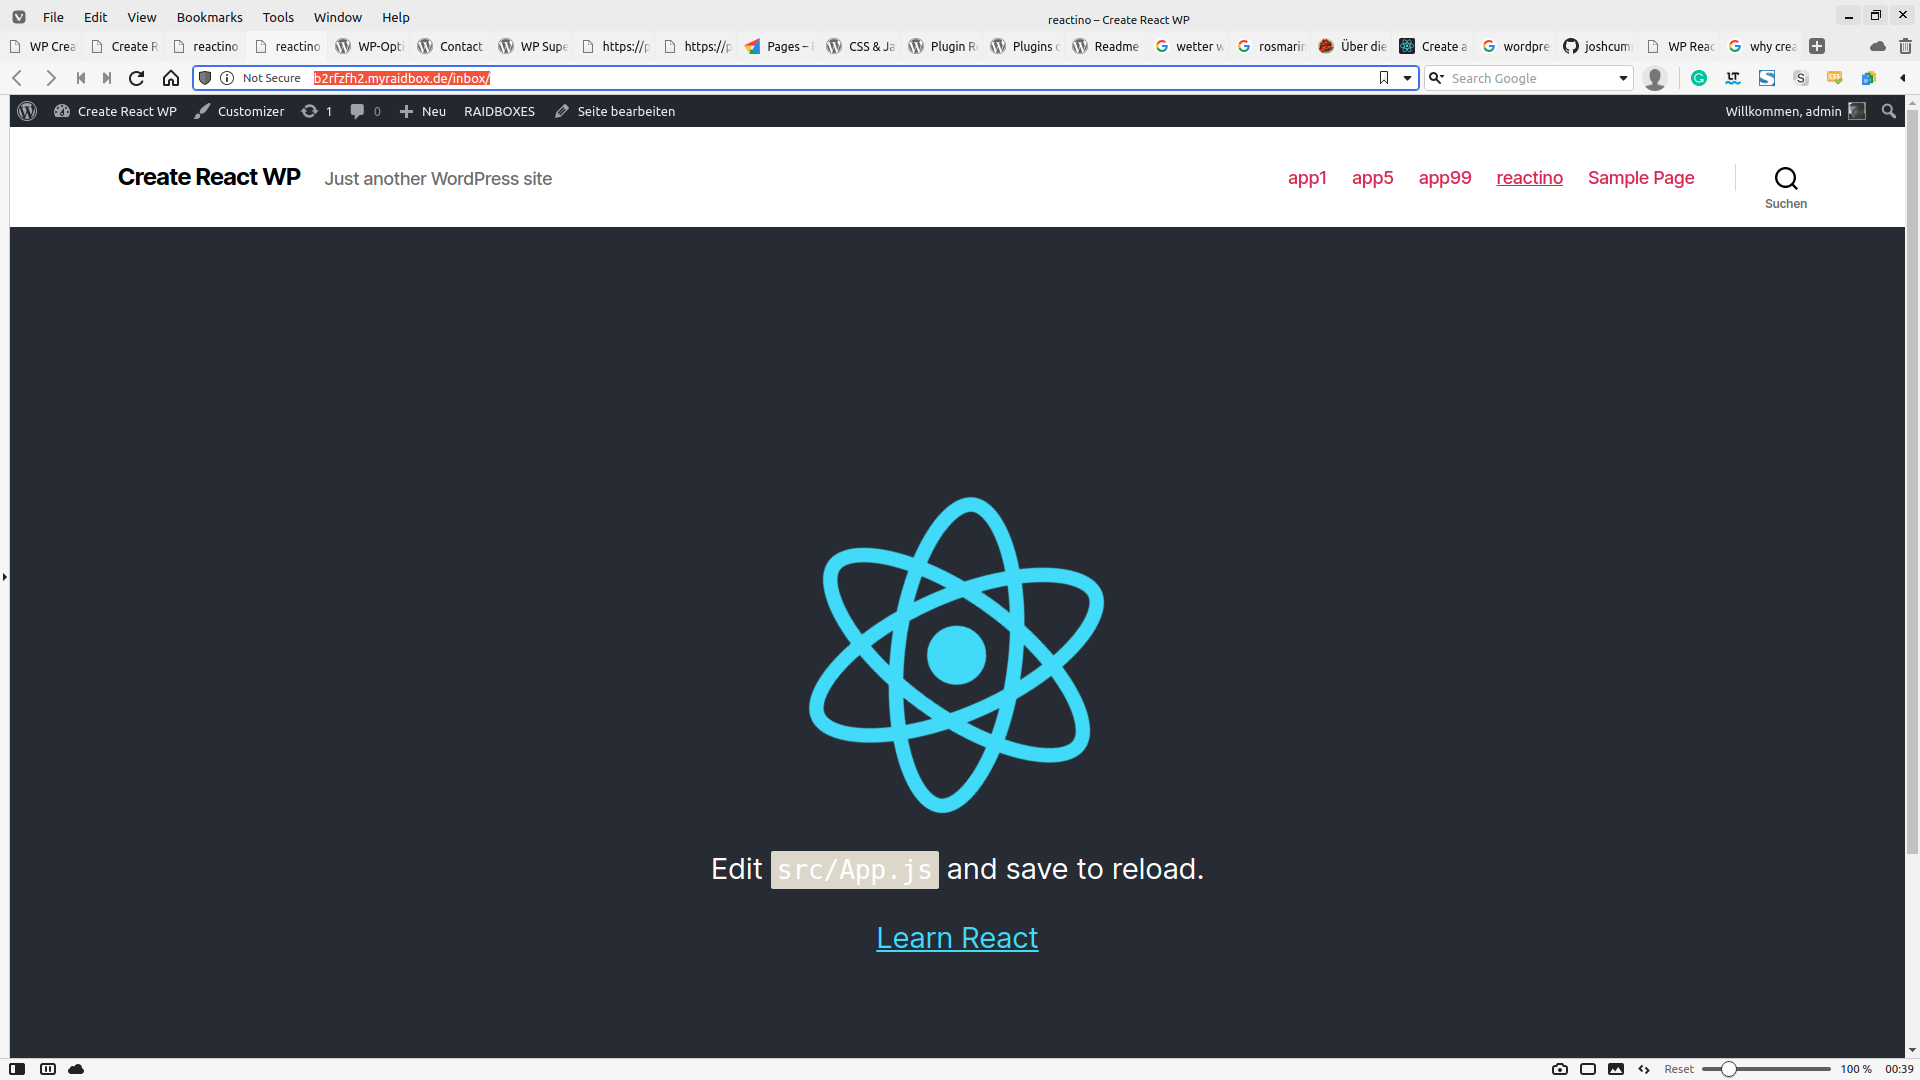 File Edit View Bookmarks Tools Window Help
reactino – Create React WP
WP Crea Create R reactino reactino WP-Opti Contact WP Supe https://p https://p Pages – CSS & Ja Plugin R Plugins Readme wetter w rosmarin Über die Create a wordpre joshcum WP Reac why crea
Not Secure b2rfzfh2.myraidbox.de/inbox/ Search Google
Create React WP Customizer 1 0 Neu RAIDBOXES Seite bearbeiten Willkommen, admin
Create React WP Just another WordPress site app1 app5 app99 reactino Sample Page
Suchen
Edit src/App.js and save to reload.
Learn React
Reset 100 % 00:39